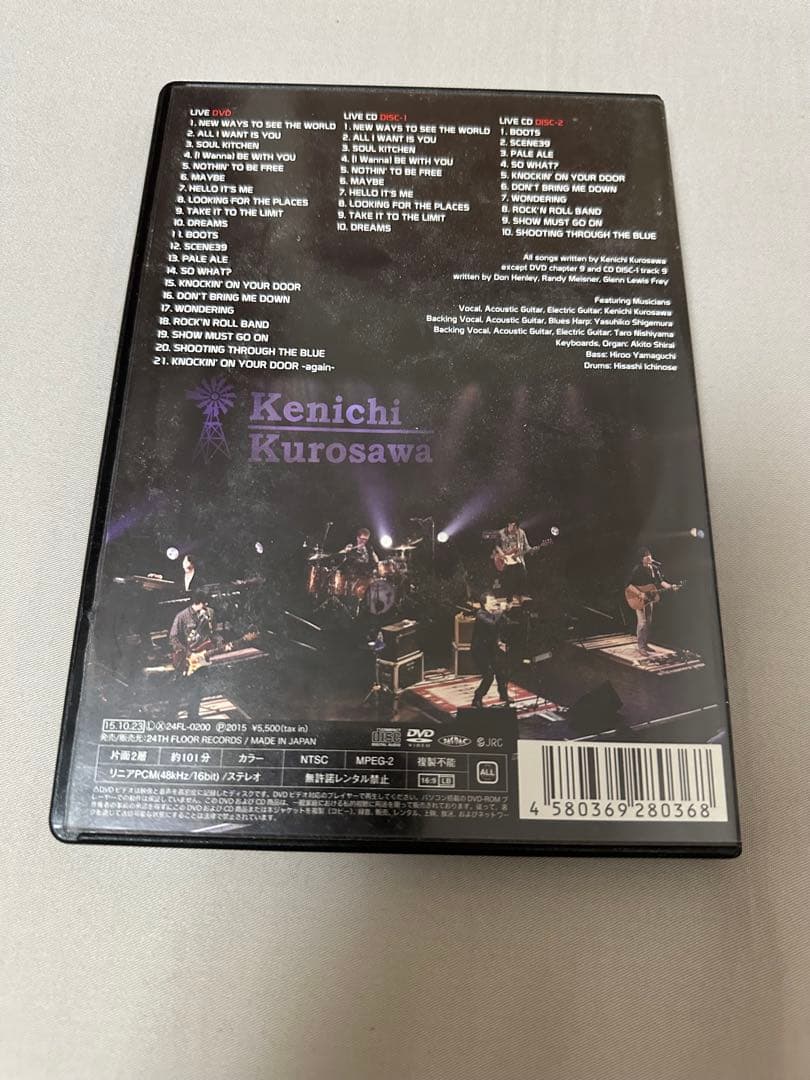 LIVE DVD
1. NEW WAYS TO SEE THE WORLD
2. ALL I WANT IS YOU
3. SOUL KITCHEN
4. (I Wanna) BE WITH YOU
5. NOTHIN' TO BE FREE
6. MAYBE
7. HELLO IT'S ME
8. LOOKING FOR THE PLACES
9. TAKE IT TO THE LIMIT
10. DREAMS
11. BOOTS
12. SCENE39
13. PALE ALE
14. SO WHAT?
15. KNOCKIN' ON YOUR DOOR
16. DON'T BRING ME DOWN
17. WONDERING
18. ROCK'N ROLL BAND
19. SHOW MUST GO ON
20. SHOOTING THROUGH THE BLUE
21. KNOCKIN' ON YOUR DOOR -again-
LIVE CD DISC-1
1. NEW WAYS TO SEE THE WORLD
2. ALL I WANT IS YOU
3. SOUL KITCHEN
4. (I Wanna) BE WITH YOU
5. NOTHIN' TO BE FREE
6. MAYBE
7. HELLO IT'S ME
8. LOOKING FOR THE PLACES
9. TAKE IT TO THE LIMIT
10. DREAMS
LIVE CD DISC-2
1. BOOTS
2. SCENE39
3. PALE ALE
4. SO WHAT?
5. KNOCKIN' ON YOUR DOOR
6. DON'T BRING ME DOWN
7. WONDERING
8. ROCK'N ROLL BAND
9. SHOW MUST GO ON
10. SHOOTING THROUGH THE BLUE
All songs written by Kenichi Kurosawa
except DVD chapter 9 and CD DISC-1 track 9
written by Don Henley, Randy Meisner, Glenn Lewis Frey
Featuring Musicians
Vocal, Acoustic Guitar, Electric Guitar: Kenichi Kurosawa
Backing Vocal, Acoustic Guitar, Blues Harp: Yasuhiko Shigemura
Backing Vocal, Acoustic Guitar, Electric Guitar: Taro Nishiyama
Keyboards, Organ: Akito Shirai
Bass: Hiroo Yamaguchi
Drums: Hisashi Ichinose
Kenichi
Kurosawa
15.10.23 Ⓛ Ⓧ 24FL-0200 Ⓟ2015 ¥5,500(tax in)
発売/販売元:24TH FLOOR RECORDS / MADE IN JAPAN
COMPACT disc DIGITAL AUDIO
DVD VIDEO
JRC
片面2層 約101分 カラー NTSC MPEG-2 複製不能
リニアPCM(48kHz/16bit)/ステレオ 無許諾レンタル禁止 16:9 LB
ALL
4 580369 280368